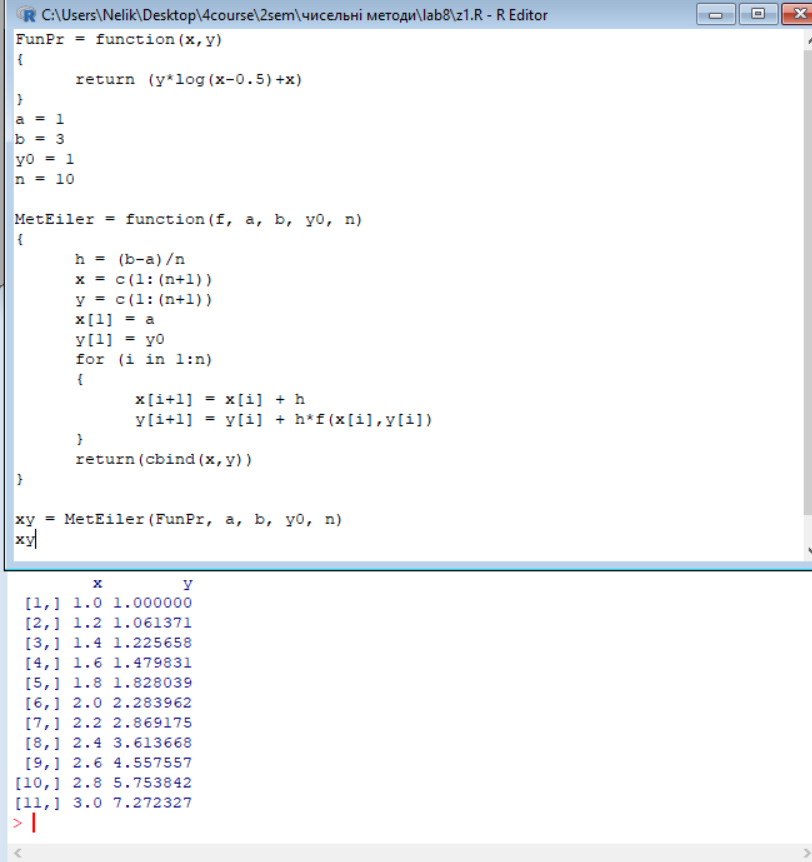 C:\Users\Nelik\Desktop\4course\2sem\чисельні методи\lab8\z1.R - R Editor
FunPr = function(x,y)
{
      return (y*log(x-0.5)+x)
}
a = 1
b = 3
y0 = 1
n = 10

MetEiler = function(f, a, b, y0, n)
{
      h = (b-a)/n
      x = c(1:(n+1))
      y = c(1:(n+1))
      x[1] = a
      y[1] = y0
      for (i in 1:n)
      {
            x[i+1] = x[i] + h
            y[i+1] = y[i] + h*f(x[i],y[i])
      }
      return(cbind(x,y))
}

xy = MetEiler(FunPr, a, b, y0, n)
xy
        x        y
 [1,] 1.0 1.000000
 [2,] 1.2 1.061371
 [3,] 1.4 1.225658
 [4,] 1.6 1.479831
 [5,] 1.8 1.828039
 [6,] 2.0 2.283962
 [7,] 2.2 2.869175
 [8,] 2.4 3.613668
 [9,] 2.6 4.557557
[10,] 2.8 5.753842
[11,] 3.0 7.272327
>